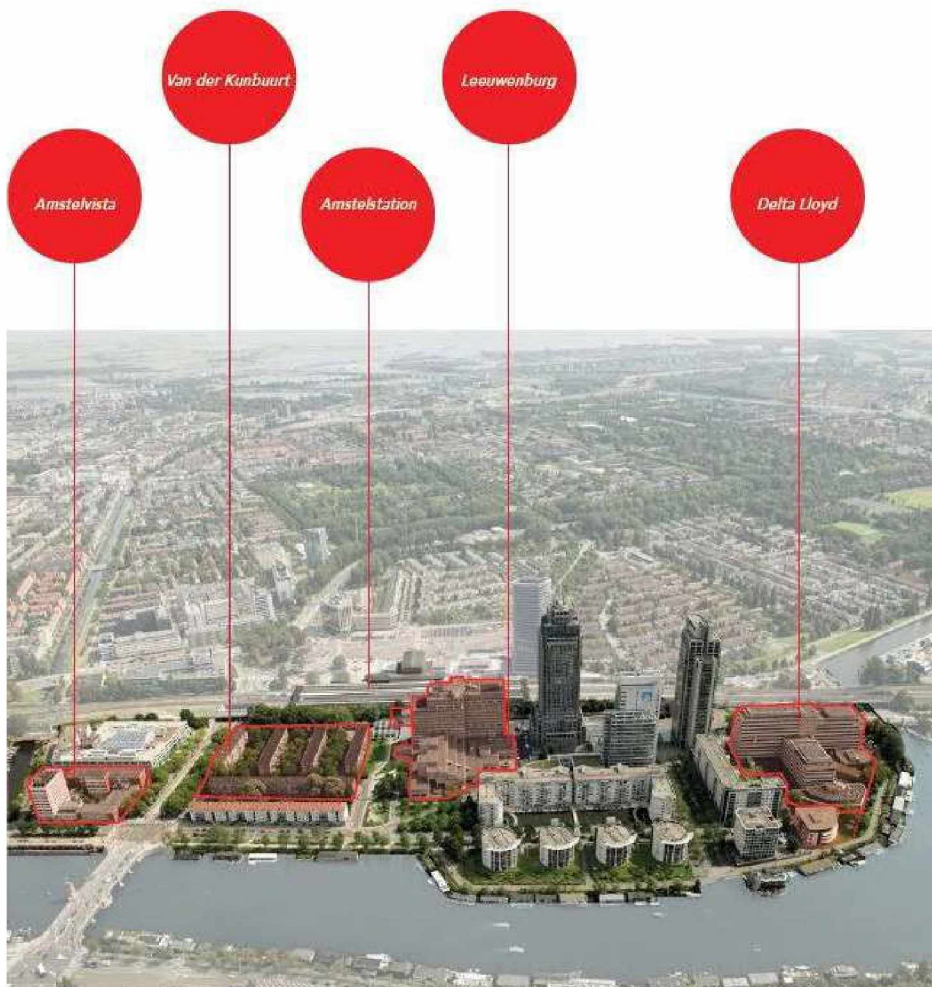 Van der Kunbuurt
Leeuwenburg
Amstelvista
Amstelstation
Delta Lloyd